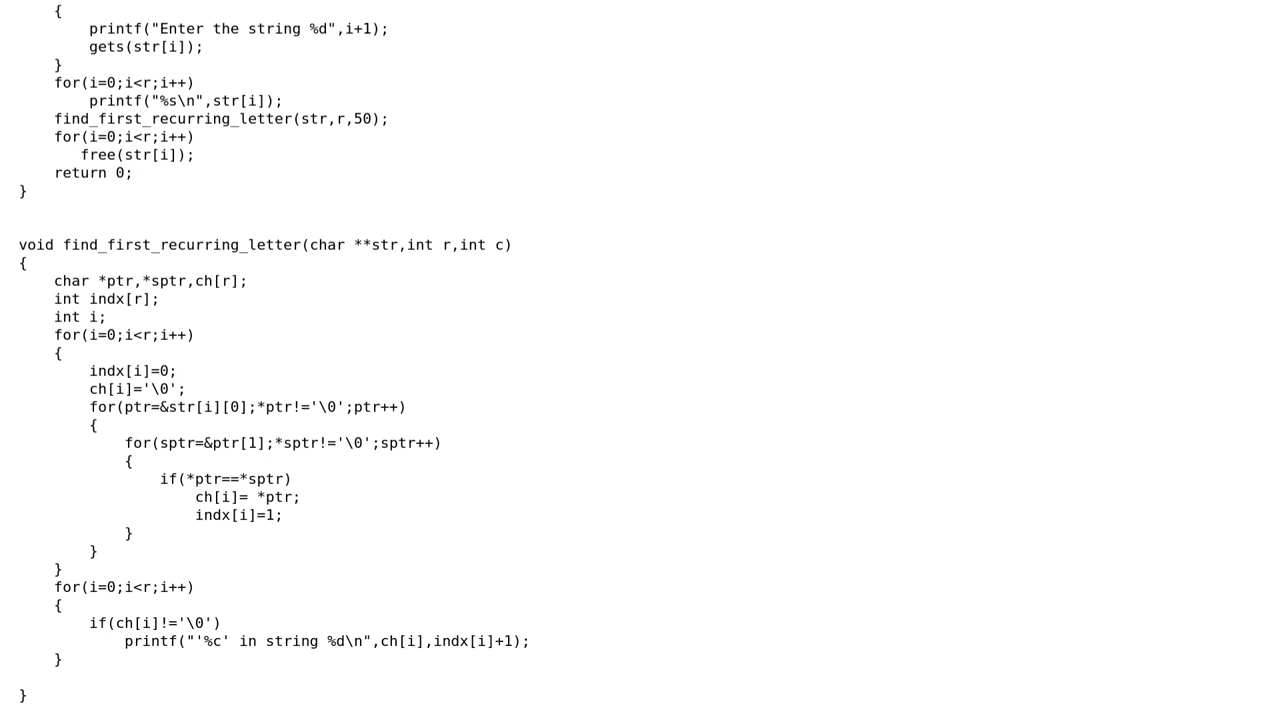 {
        printf("Enter the string %d",i+1);
        gets(str[i]);
    }
    for(i=0;i<r;i++)
        printf("%s\n",str[i]);
    find_first_recurring_letter(str,r,50);
    for(i=0;i<r;i++)
       free(str[i]);
    return 0;
}
void find_first_recurring_letter(char **str,int r,int c)
{
    char *ptr,*sptr,ch[r];
    int indx[r];
    int i;
    for(i=0;i<r;i++)
    {
        indx[i]=0;
        ch[i]='\0';
        for(ptr=&str[i][0];*ptr!='\0';ptr++)
        {
            for(sptr=&ptr[1];*sptr!='\0';sptr++)
            {
                if(*ptr==*sptr)
                    ch[i]= *ptr;
                    indx[i]=1;
            }
        }
    }
    for(i=0;i<r;i++)
    {
        if(ch[i]!='\0')
            printf("'%c' in string %d\n",ch[i],indx[i]+1);
    }
}